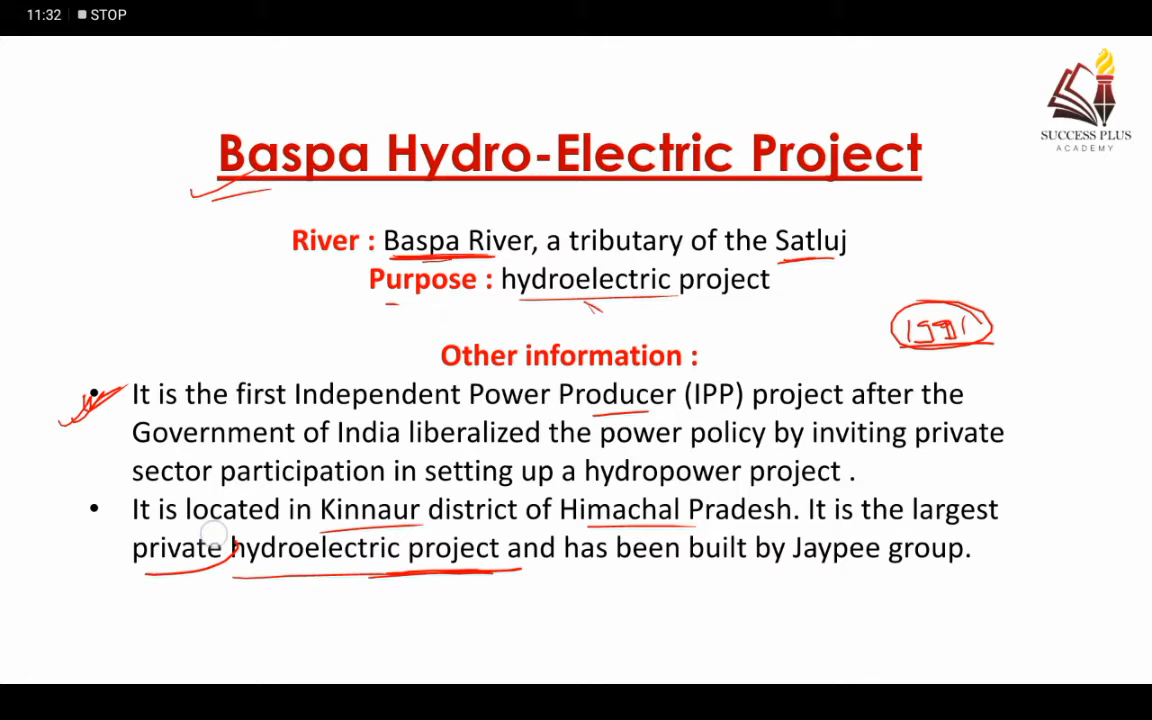 11:32 STOP
SUCCESS PLUS
ACADEMY
Baspa Hydro-Electric Project
River : Baspa River, a tributary of the Satluj
Purpose : hydroelectric project
1991
Other information :
• It is the first Independent Power Producer (IPP) project after the
Government of India liberalized the power policy by inviting private
sector participation in setting up a hydropower project .
• It is located in Kinnaur district of Himachal Pradesh. It is the largest
private hydroelectric project and has been built by Jaypee group.